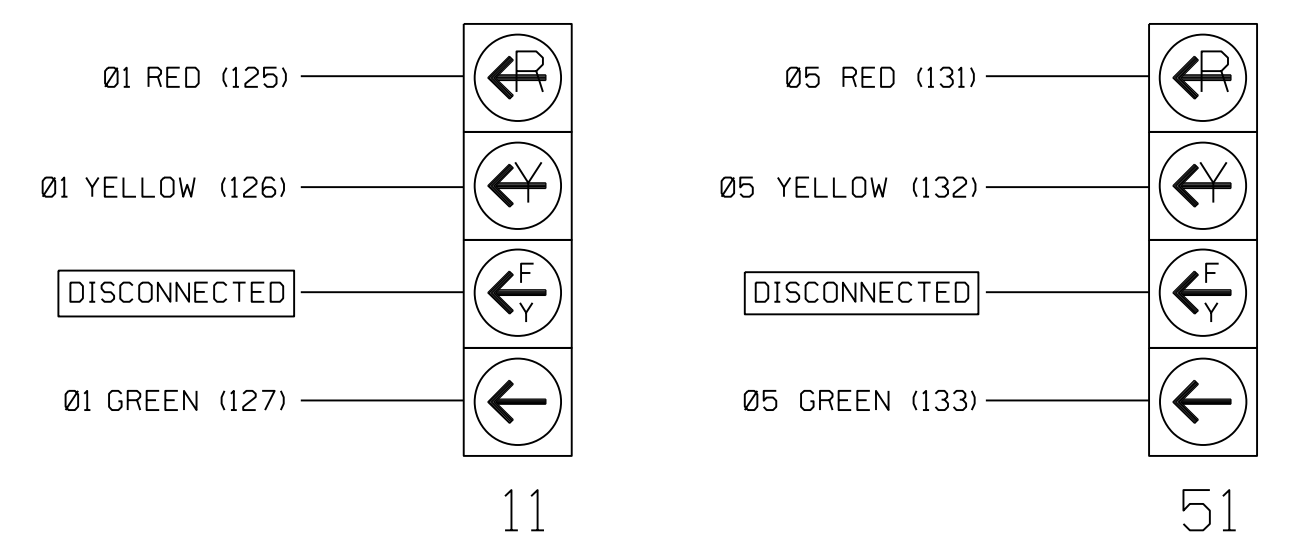 Ø1 RED (125)
R
Ø1 YELLOW (126)
Y
DISCONNECTED
F
Y
Ø1 GREEN (127)
11
Ø5 RED (131)
R
Ø5 YELLOW (132)
Y
DISCONNECTED
F
Y
Ø5 GREEN (133)
51